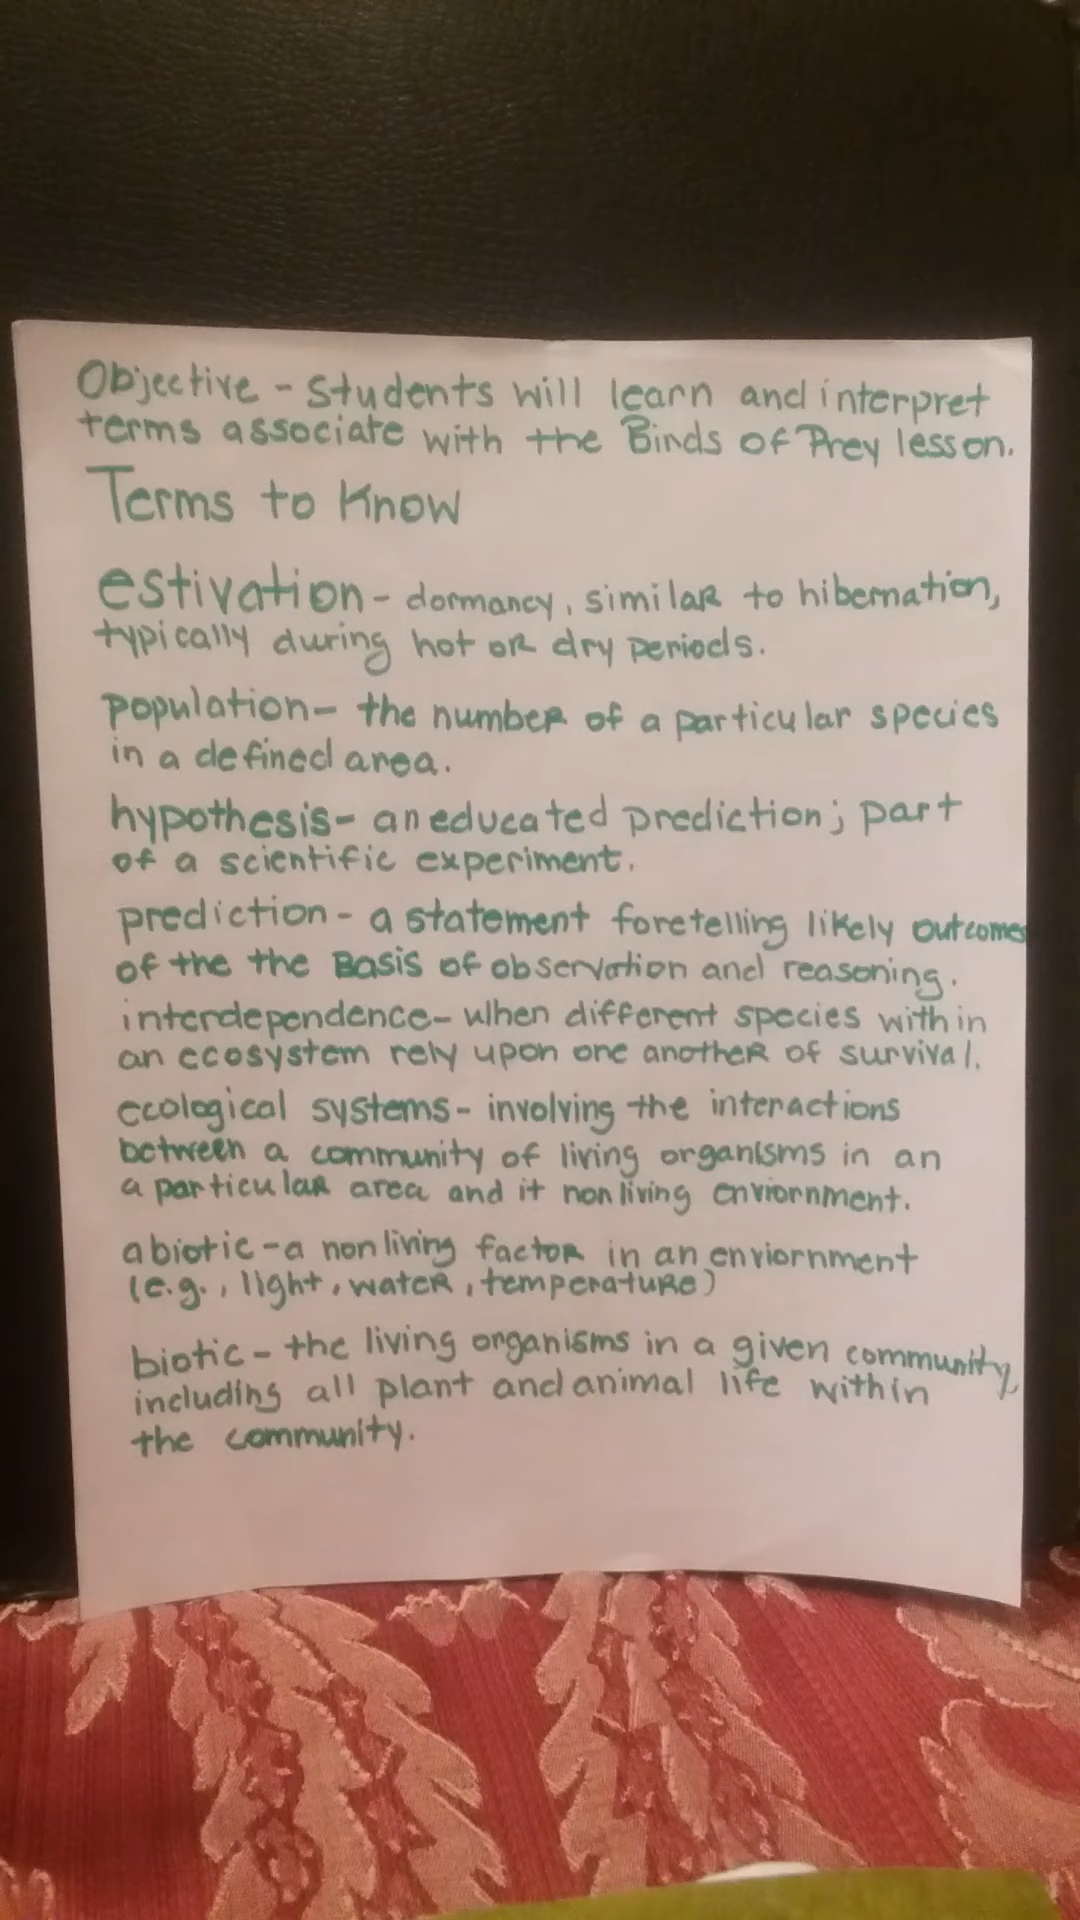 Objective - Students will learn and interpret
terms associate with the Binds of Prey lesson.
Terms to Know
estivation - dormancy, similar to hibernation,
typically during hot or dry periods.
population - the number of a particular species
in a defined area.
hypothesis - an educated prediction; part
of a scientific experiment.
prediction - a statement foretelling likely outcomes
of the the Basis of observation and reasoning.
interdependence - when different species within
an ecosystem rely upon one another of survival.
ecological systems - involving the interactions
between a community of living organisms in an
a particular area and it nonliving enviornment.
abiotic - a nonliving factor in an enviornment
(e.g., light, water, temperature)
biotic - the living organisms in a given community,
including all plant and animal life within
the community.